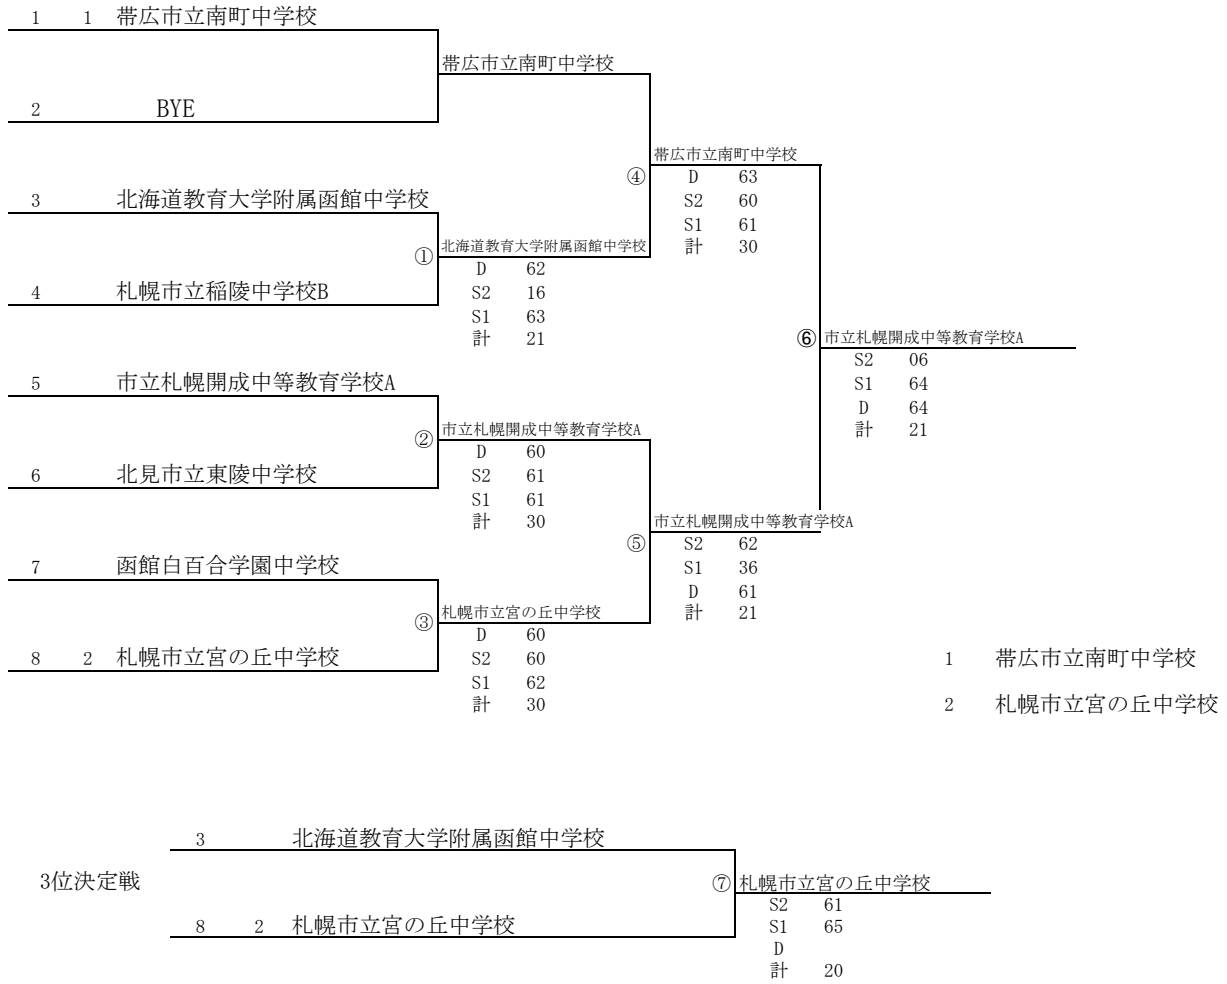 1 1 帯広市立南町中学校
帯広市立南町中学校
2 BYE
帯広市立南町中学校
④ D 63
3 北海道教育大学附属函館中学校
S2 60
S1 61
① 北海道教育大学附属函館中学校
計 30
D 62
4 札幌市立稲陵中学校B
S2 16
S1 63
計 21
⑥ 市立札幌開成中等教育学校A
S2 06
5 市立札幌開成中等教育学校A
S1 64
D 64
② 市立札幌開成中等教育学校A
計 21
D 60
6 北見市立東陵中学校
S2 61
S1 61
計 30
市立札幌開成中等教育学校A
⑤ S2 62
7 函館白百合学園中学校
S1 36
D 61
③ 札幌市立宮の丘中学校
計 21
D 60
8 2 札幌市立宮の丘中学校
S2 60
1 帯広市立南町中学校
S1 62
計 30
2 札幌市立宮の丘中学校
3 北海道教育大学附属函館中学校
3位決定戦
⑦ 札幌市立宮の丘中学校
S2 61
8 2 札幌市立宮の丘中学校
S1 65
D
計 20